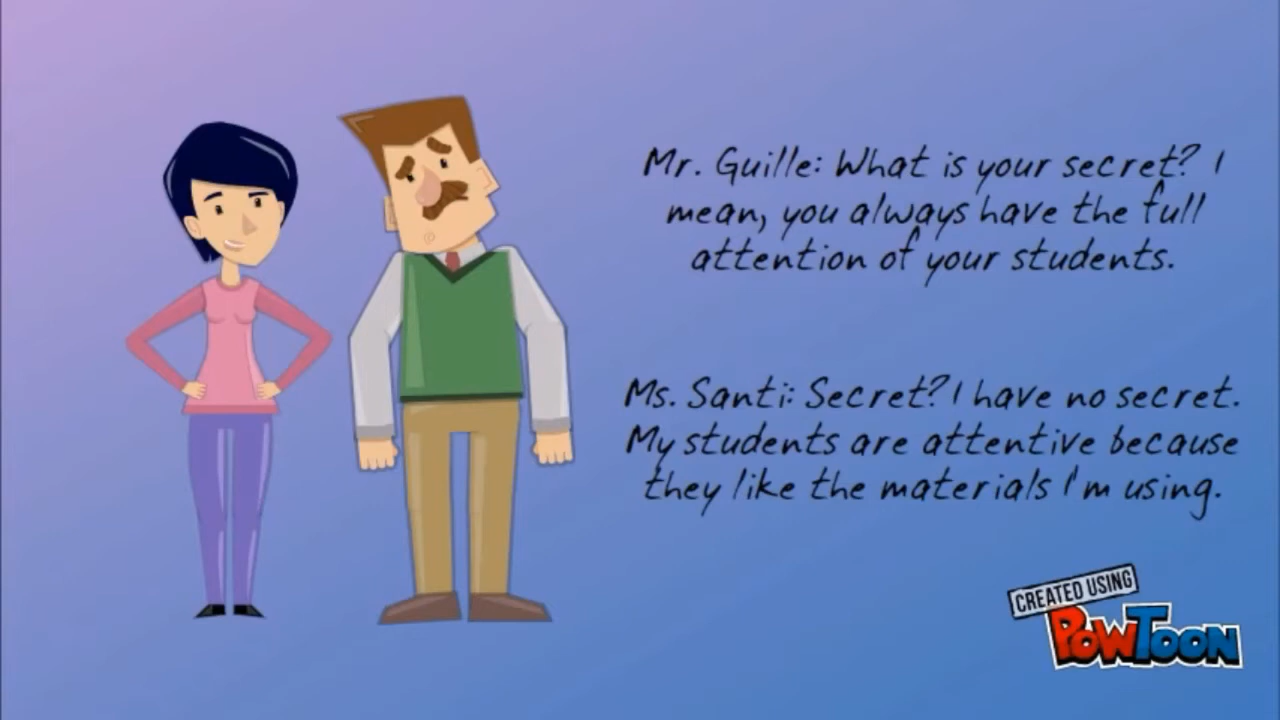 Mr. Guille: What is your secret? I
mean, you always have the full
attention of your students.
Ms. Santi: Secret? I have no secret.
My students are attentive because
they like the materials I'm using.
CREATED USING
POWTOON